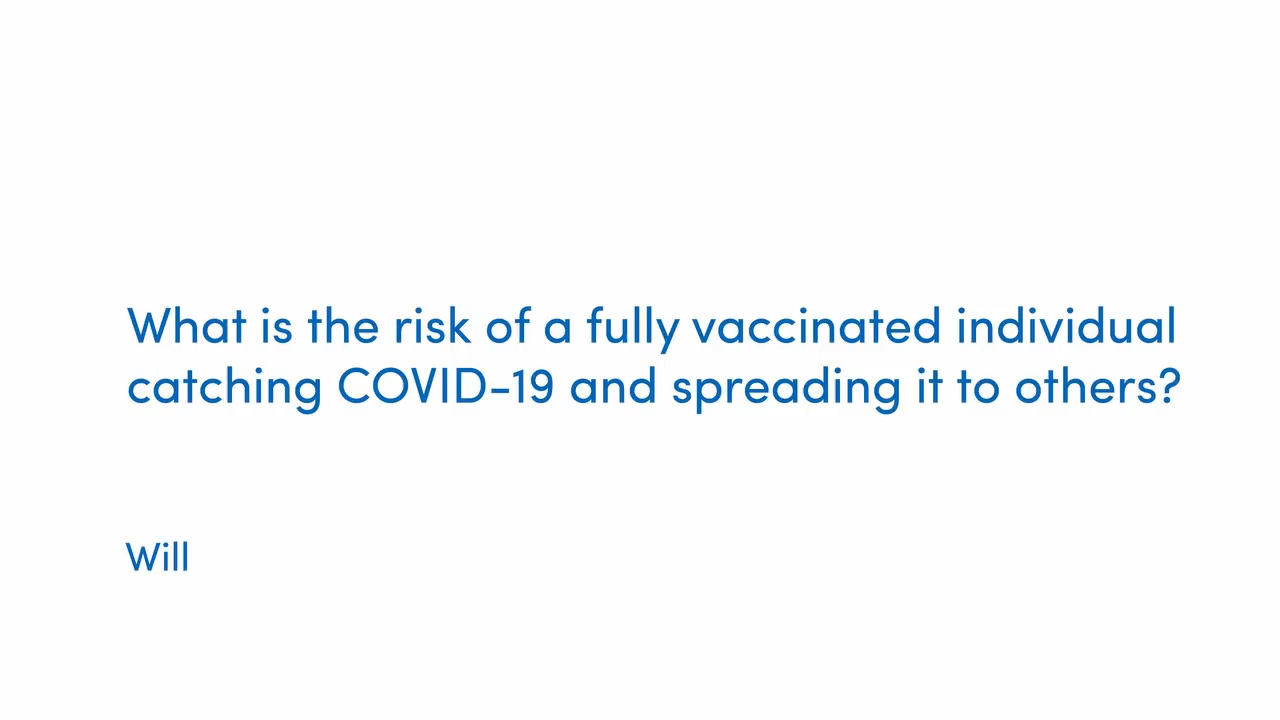 What is the risk of a fully vaccinated individual
catching COVID-19 and spreading it to others?
Will